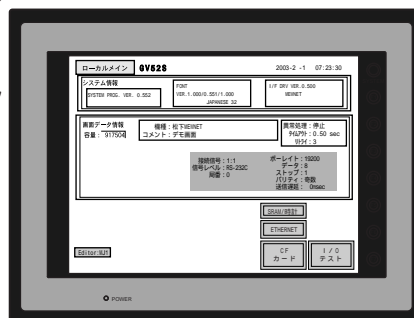 ローカルメイン GV528 2003-2 -1 07:23:30
システム情報
SYSTEM PROG. VER. 0.552
FONT
VER.1.000/0.551/1.000
JAPANESE 32
I/F DRV VER.0.500
MEWNET
画面データ情報
容量: 917504
機種:松下MEWNET
コメント:デモ画面
異常処理:停止
タイムアウト:0.50 sec
リトライ:3
接続信号:1:1
信号レベル:RS-232C
局番:0
ボーレイト:19200
データ:8
ストップ:1
パリティ:奇数
送信遅延: 0msec
SRAM/時計
ETHERNET
Editor:MJ1
CF
カード
I/O
テスト
POWER